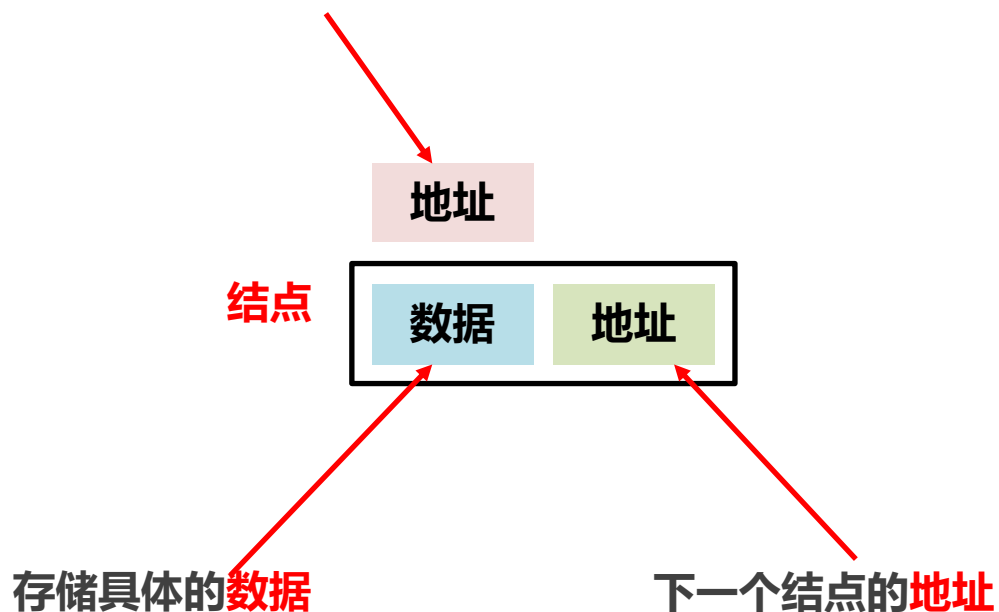 地址
结点
数据
地址
存储具体的数据
下一个结点的地址